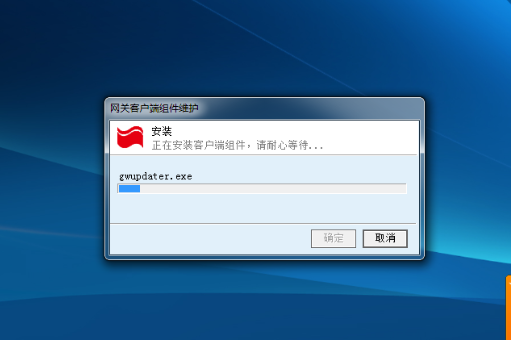 网关客户端组件维护
安装
正在安装客户端组件，请耐心等待...
gwupdater.exe
确定
取消